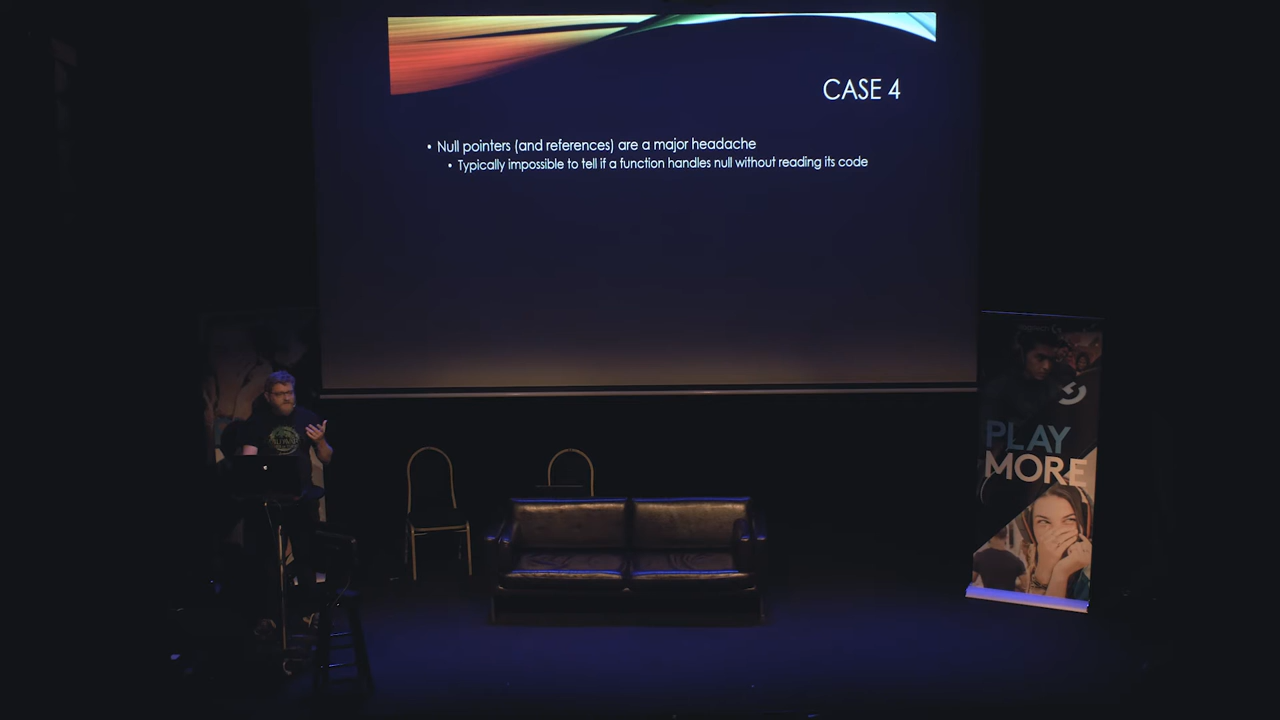 CASE 4
• Null pointers (and references) are a major headache
• Typically impossible to tell if a function handles null without reading its code
PLAY
MORE